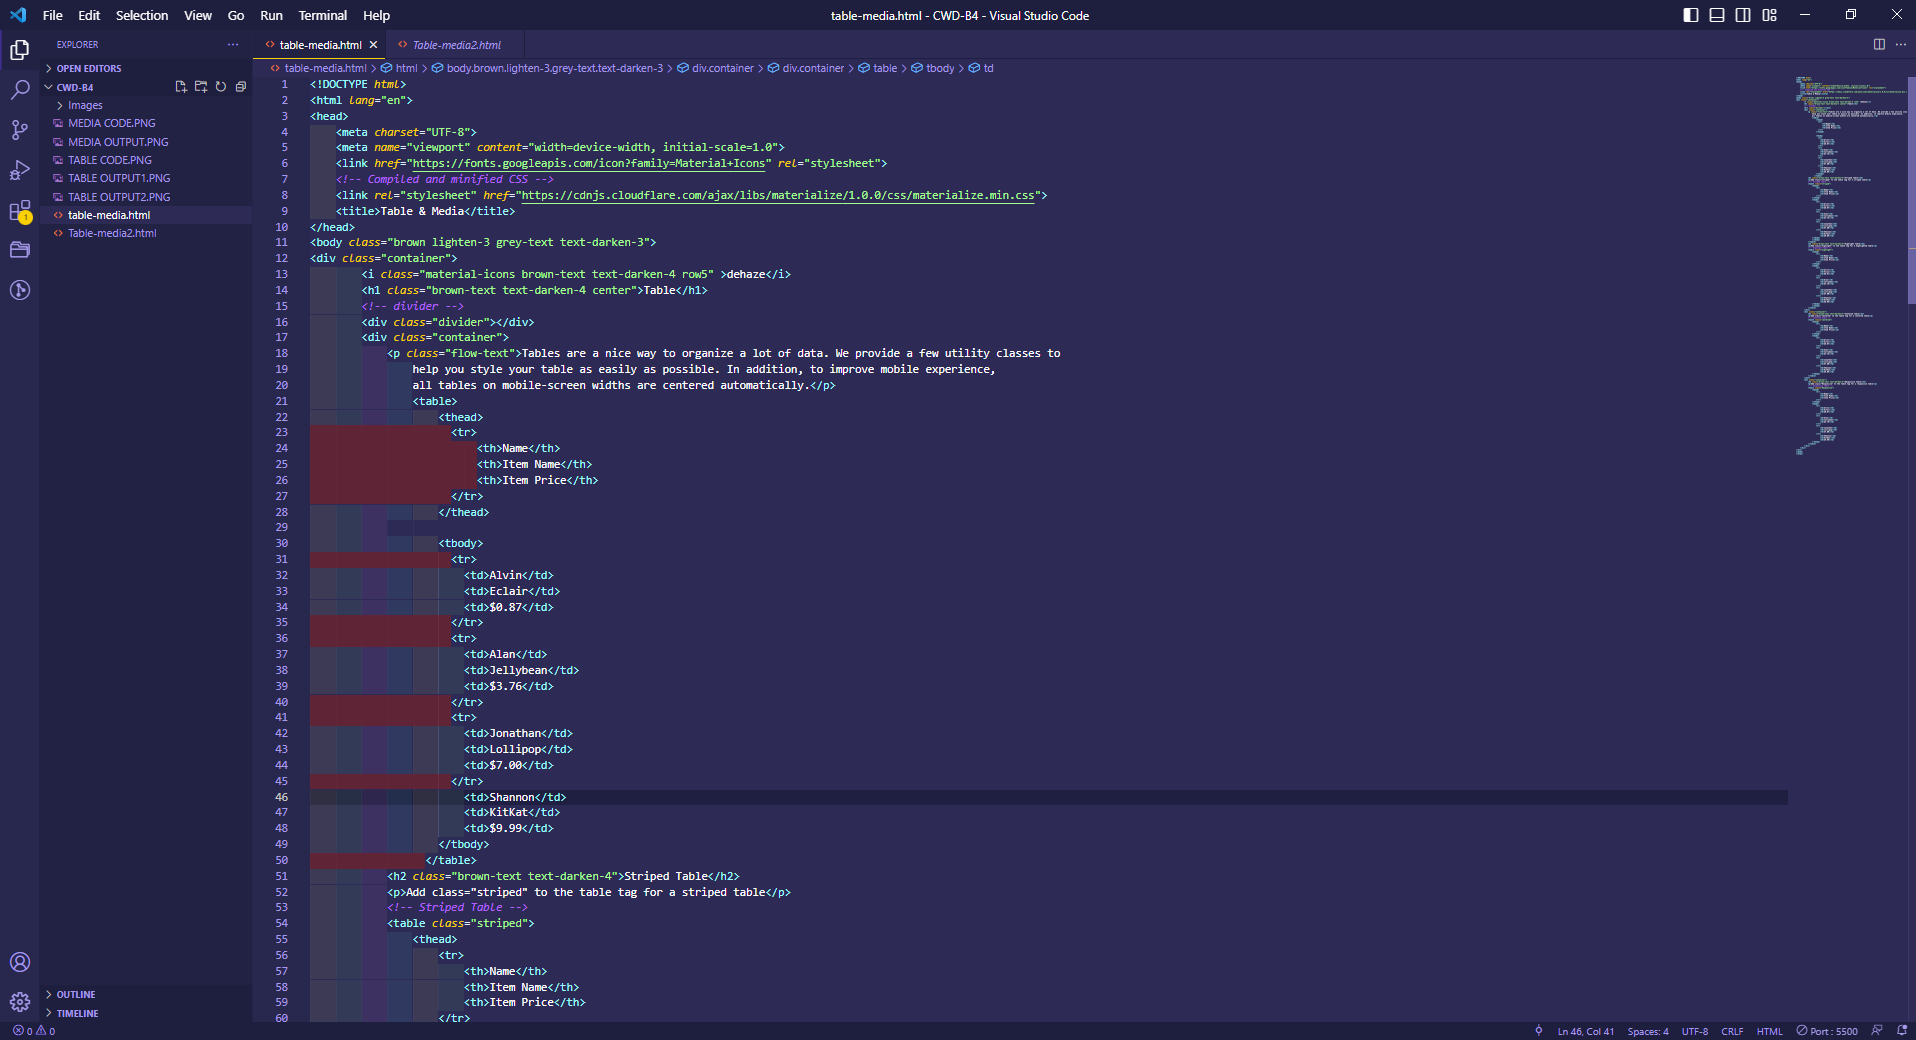 File Edit Selection View Go Run Terminal Help
table-media.html - CWD-B4 - Visual Studio Code
EXPLORER
table-media.html
Table-media2.html
OPEN EDITORS
table-media.html > html > body.brown.lighten-3.grey-text.text-darken-3 > div.container > div.container > table > tbody > td
CWD-B4
Images
MEDIA CODE.PNG
MEDIA OUTPUT.PNG
TABLE CODE.PNG
TABLE OUTPUT1.PNG
TABLE OUTPUT2.PNG
table-media.html
Table-media2.html
1
OUTLINE
TIMELINE
1 <!DOCTYPE html>
2 <html lang="en">
3 <head>
4 <meta charset="UTF-8">
5 <meta name="viewport" content="width=device-width, initial-scale=1.0">
6 <link href="https://fonts.googleapis.com/icon?family=Material+Icons" rel="stylesheet">
7 <!-- Compiled and minified CSS -->
8 <link rel="stylesheet" href="https://cdnjs.cloudflare.com/ajax/libs/materialize/1.0.0/css/materialize.min.css">
9 <title>Table & Media</title>
10 </head>
11 <body class="brown lighten-3 grey-text text-darken-3">
12 <div class="container">
13 <i class="material-icons brown-text text-darken-4 row5" >dehaze</i>
14 <h1 class="brown-text text-darken-4 center">Table</h1>
15 <!-- divider -->
16 <div class="divider"></div>
17 <div class="container">
18 <p class="flow-text">Tables are a nice way to organize a lot of data. We provide a few utility classes to
19 help you style your table as easily as possible. In addition, to improve mobile experience,
20 all tables on mobile-screen widths are centered automatically.</p>
21 <table>
22 <thead>
23 <tr>
24 <th>Name</th>
25 <th>Item Name</th>
26 <th>Item Price</th>
27 </tr>
28 </thead>
29
30 <tbody>
31 <tr>
32 <td>Alvin</td>
33 <td>Eclair</td>
34 <td>$0.87</td>
35 </tr>
36 <tr>
37 <td>Alan</td>
38 <td>Jellybean</td>
39 <td>$3.76</td>
40 </tr>
41 <tr>
42 <td>Jonathan</td>
43 <td>Lollipop</td>
44 <td>$7.00</td>
45 </tr>
46 <td>Shannon</td>
47 <td>KitKat</td>
48 <td>$9.99</td>
49 </tbody>
50 </table>
51 <h2 class="brown-text text-darken-4">Striped Table</h2>
52 <p>Add class="striped" to the table tag for a striped table</p>
53 <!-- Striped Table -->
54 <table class="striped">
55 <thead>
56 <tr>
57 <th>Name</th>
58 <th>Item Name</th>
59 <th>Item Price</th>
60 </tr>
0 0
Ln 46, Col 41 Spaces: 4 UTF-8 CRLF HTML Port : 5500